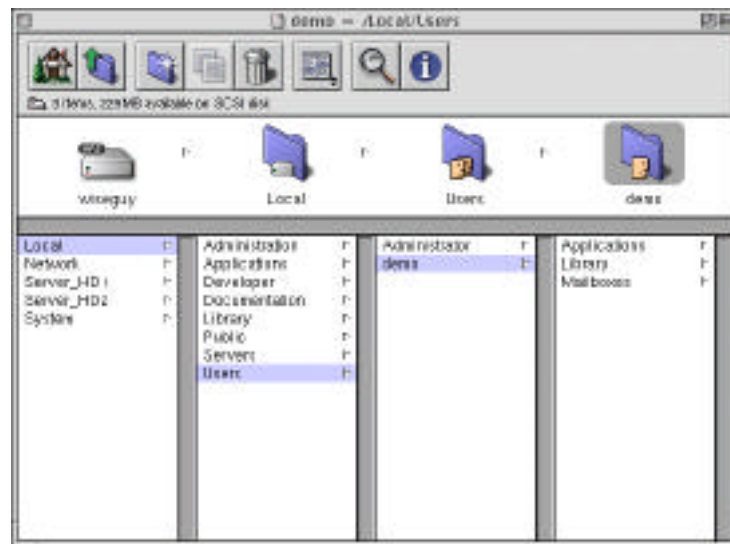 demo — /Local/Users
3 items, 229 MB available on SCSI disk
wiseguy
Local
Users
demo
Local
Network
Server_HD1
Server_HD2
System
Administration
Applications
Developer
Documentation
Library
Public
Servers
Users
Administrator
demo
Applications
Library
Mailboxes